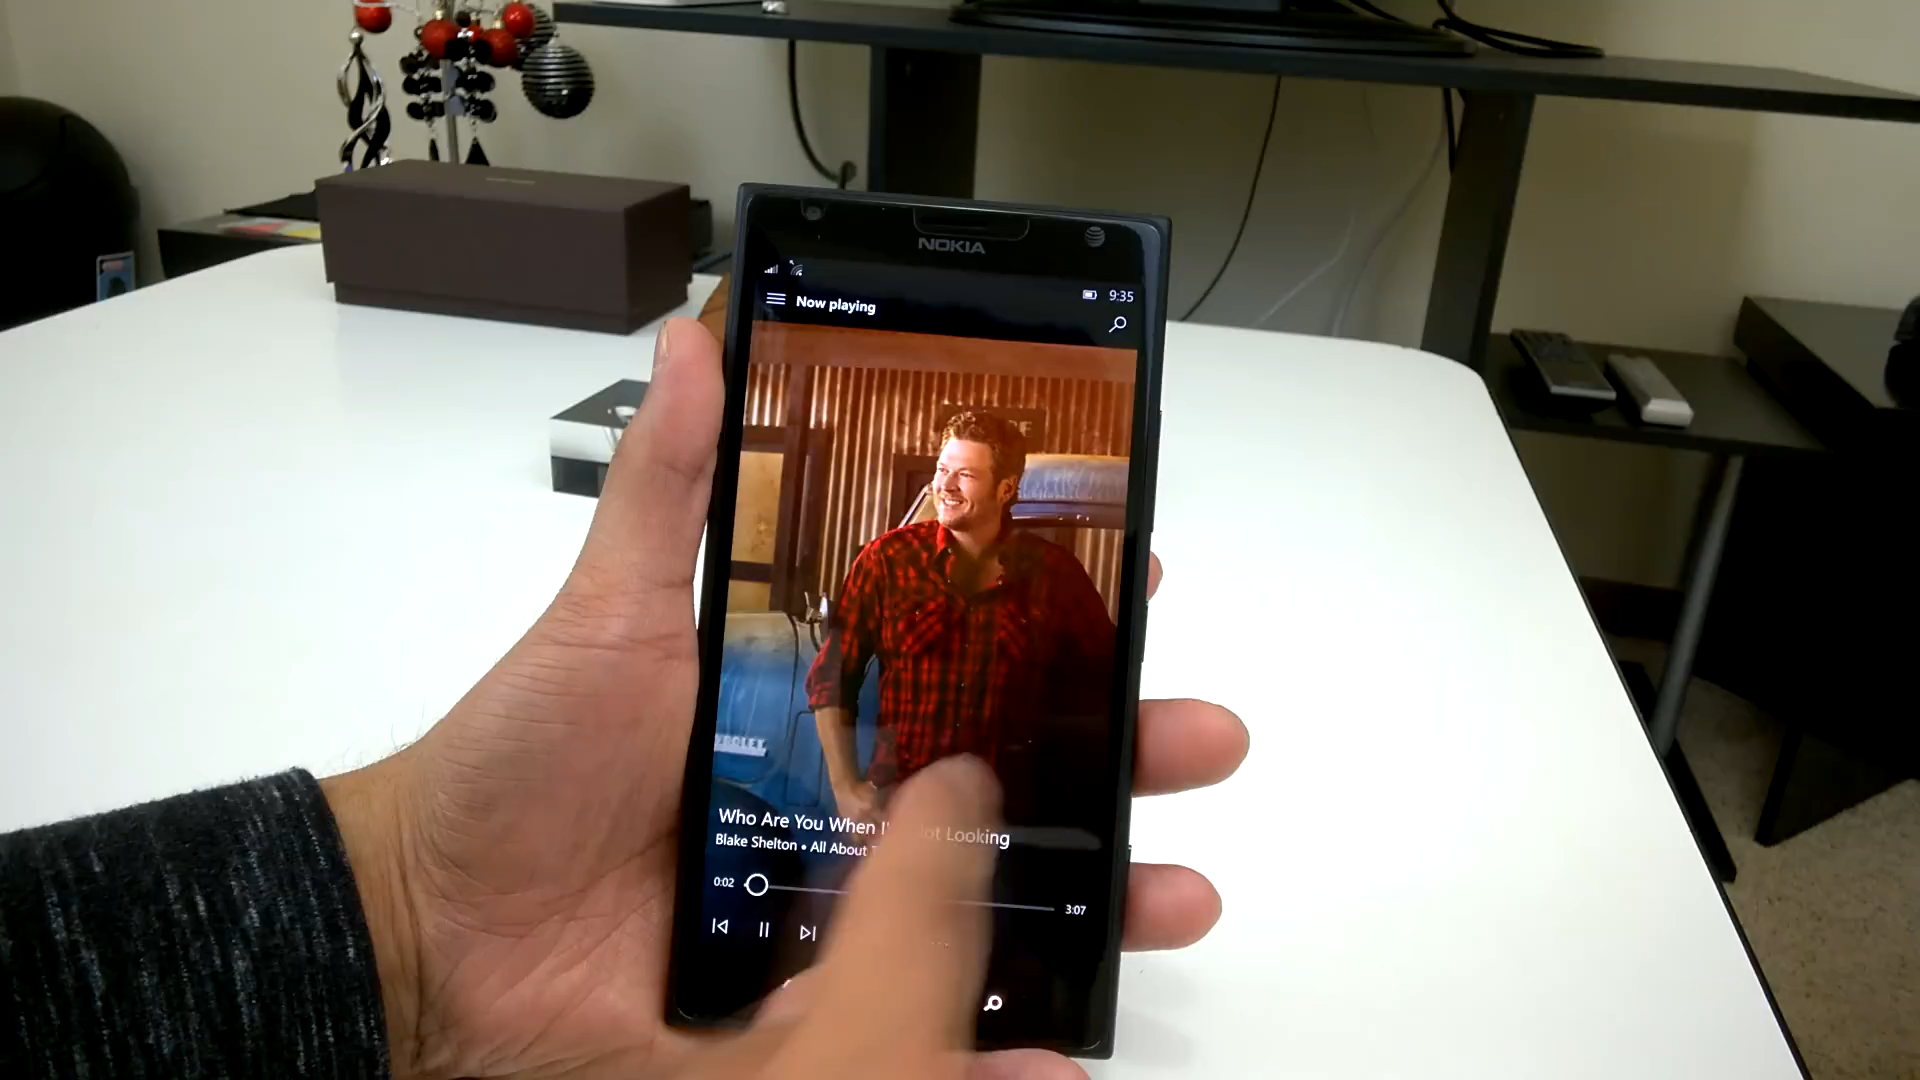 NOKIA
9:35
Now playing
Who Are You When I' ot Looking
Blake Shelton • All About
0:02
3:07